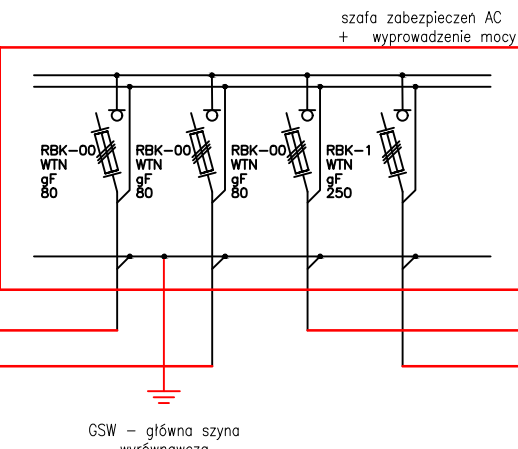 szafa zabezpieczeń AC
+ wyprowadzenie mocy
RBK-00
WTN
gF
80
RBK-00
WTN
gF
80
RBK-00
WTN
gF
80
RBK-1
WTN
gF
250
GSW - główna szyna
wyrównawcza